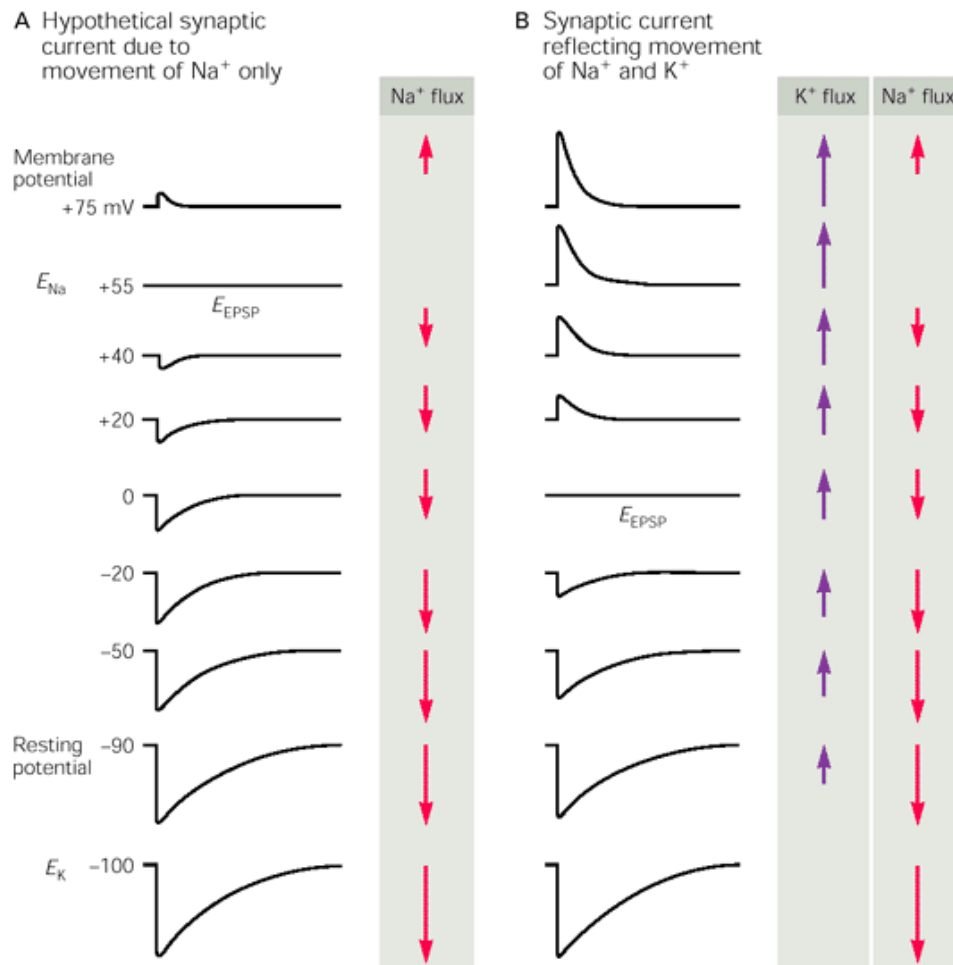 A Hypothetical synaptic
current due to
movement of Na⁺ only
Na⁺ flux
Membrane
potential
+75 mV
E_Na +55
E_EPSP
+40
+20
0
−20
−50
Resting
potential
−90
E_K −100
B Synaptic current
reflecting movement
of Na⁺ and K⁺
K⁺ flux Na⁺ flux
E_EPSP